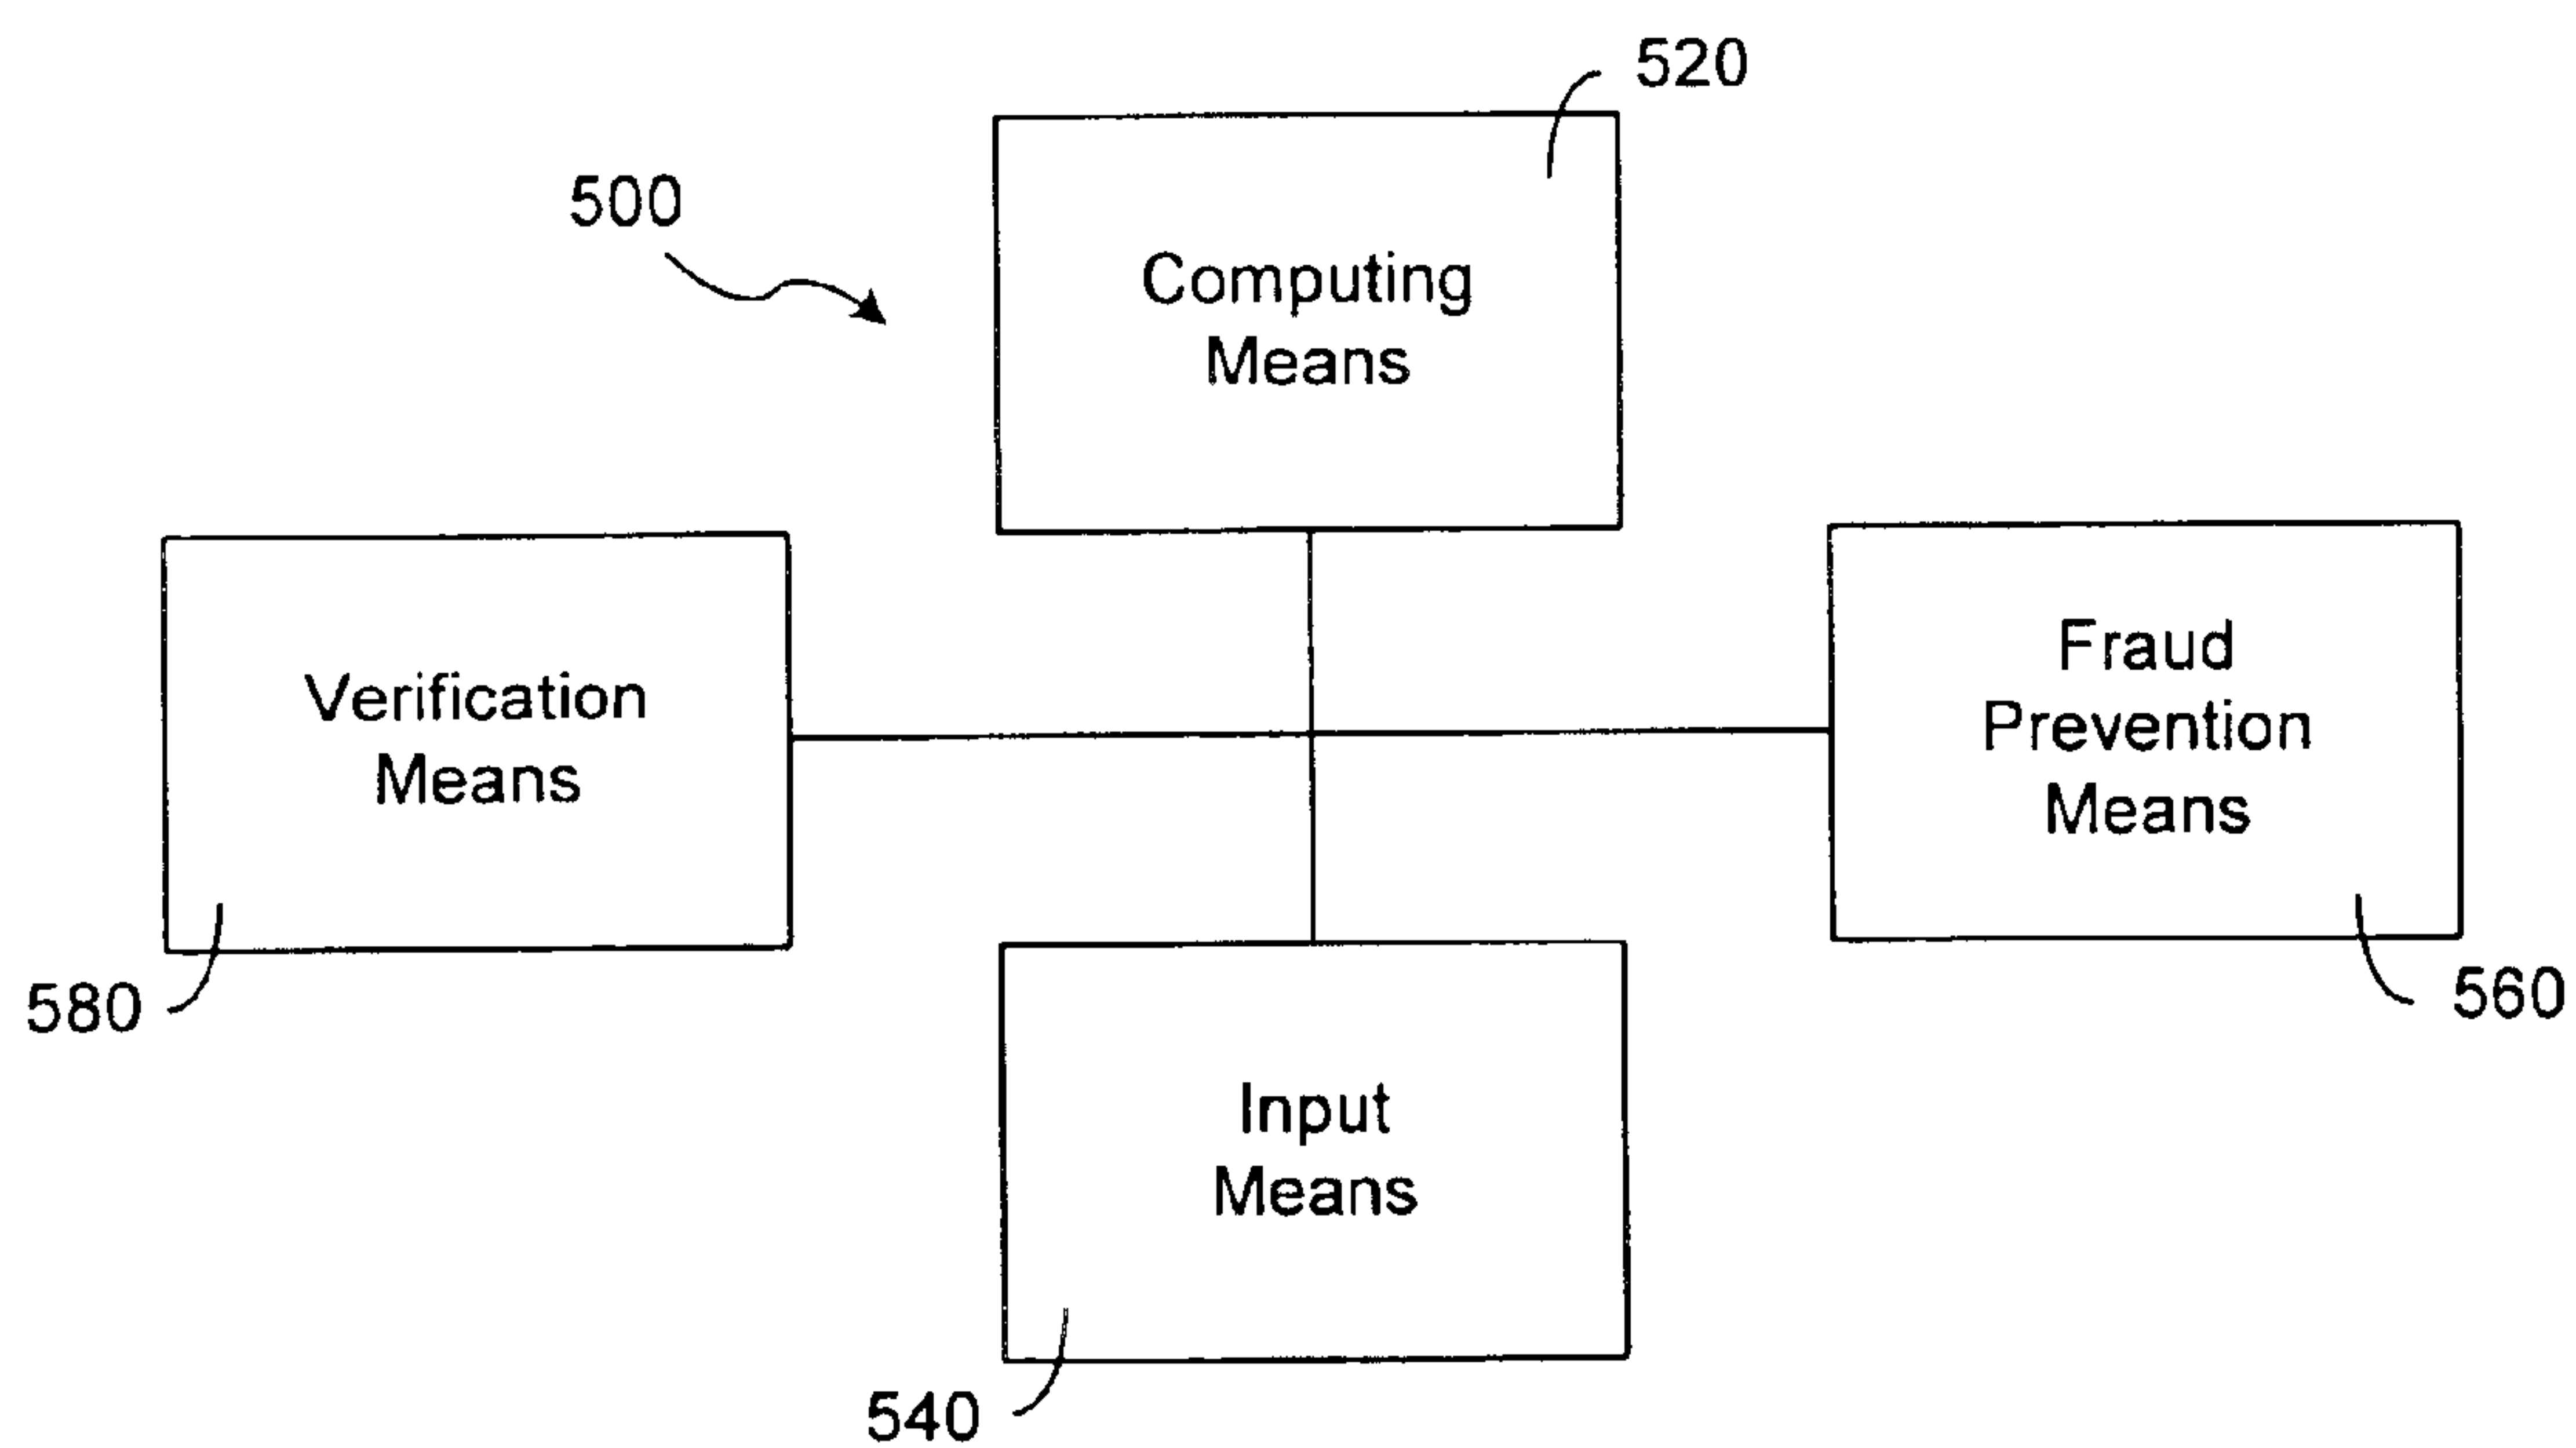 520
500
Computing
Means
Verification
Means
Fraud
Prevention
Means
580
560
Input
Means
540